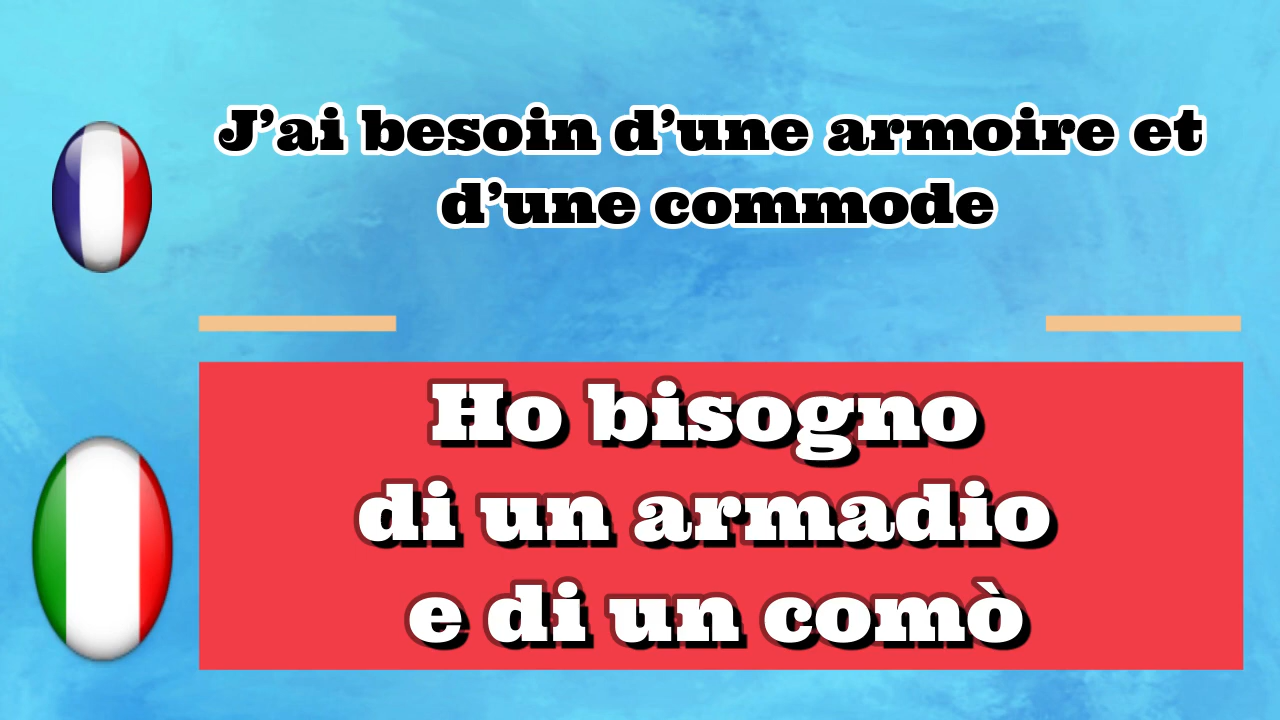 J’ai besoin d’une armoire et
d’une commode
Ho bisogno
di un armadio
e di un comò